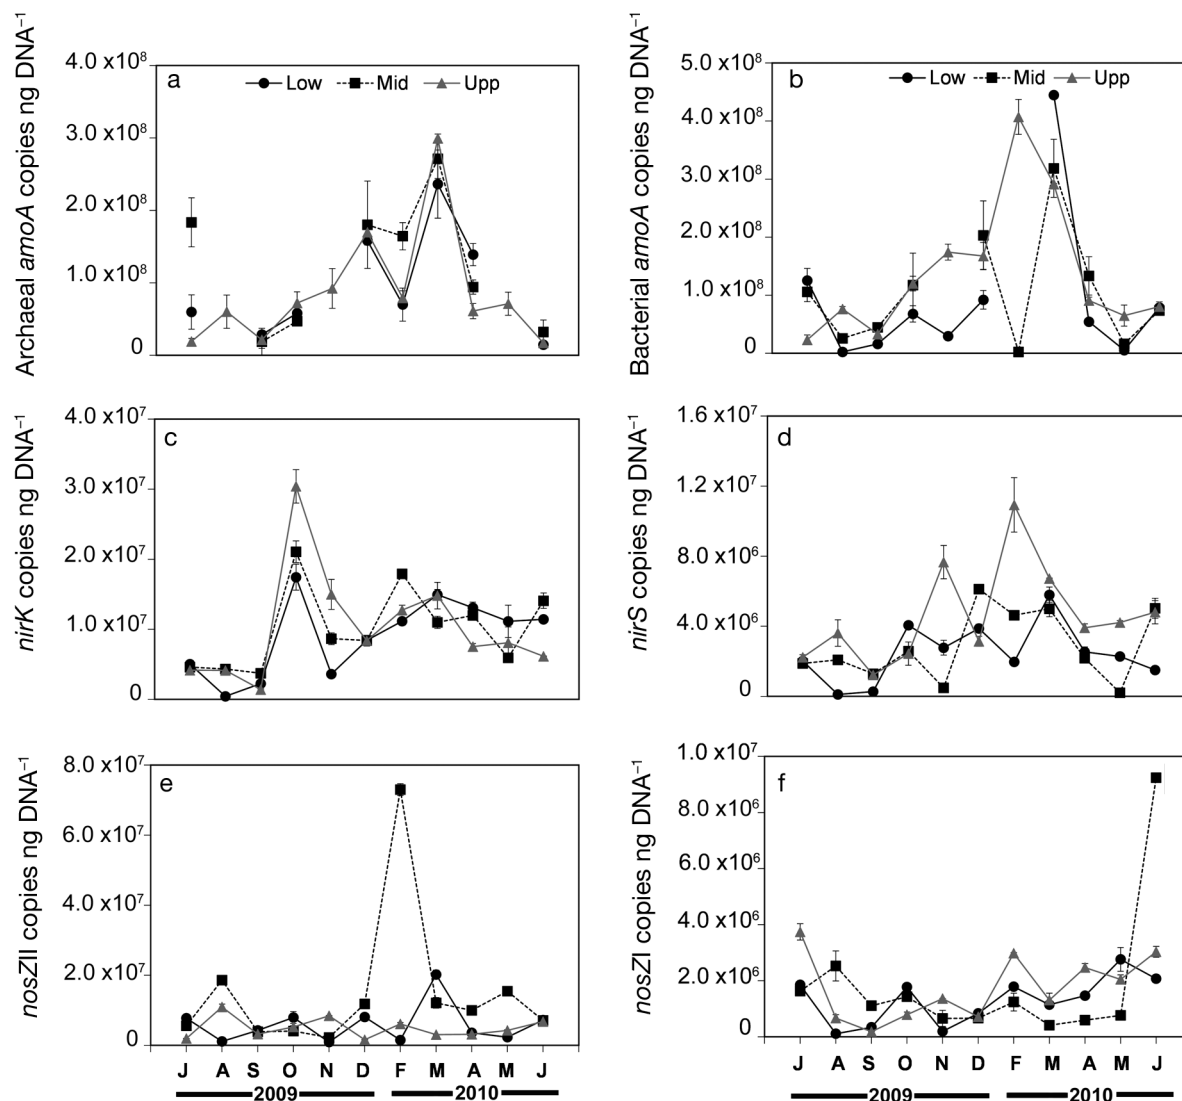 Archaeal amoA copies ng DNA⁻¹
4.0 x10⁸
3.0 x10⁸
2.0 x10⁸
1.0 x10⁸
0
a
Low Mid Upp
Bacterial amoA copies ng DNA⁻¹
5.0 x10⁸
4.0 x10⁸
3.0 x10⁸
2.0 x10⁸
1.0 x10⁸
0
b
Low Mid Upp
nirK copies ng DNA⁻¹
4.0 x10⁷
3.0 x10⁷
2.0 x10⁷
1.0 x10⁷
0
c
nirS copies ng DNA⁻¹
1.6 x10⁷
1.2 x10⁷
8.0 x10⁶
4.0 x10⁶
0
d
nosZII copies ng DNA⁻¹
8.0 x10⁷
6.0 x10⁷
4.0 x10⁷
2.0 x10⁷
0
e
J A S O N D F M A M J
2009 2010
nosZI copies ng DNA⁻¹
1.0 x10⁷
8.0 x10⁶
6.0 x10⁶
4.0 x10⁶
2.0 x10⁶
0
f
J A S O N D F M A M J
2009 2010